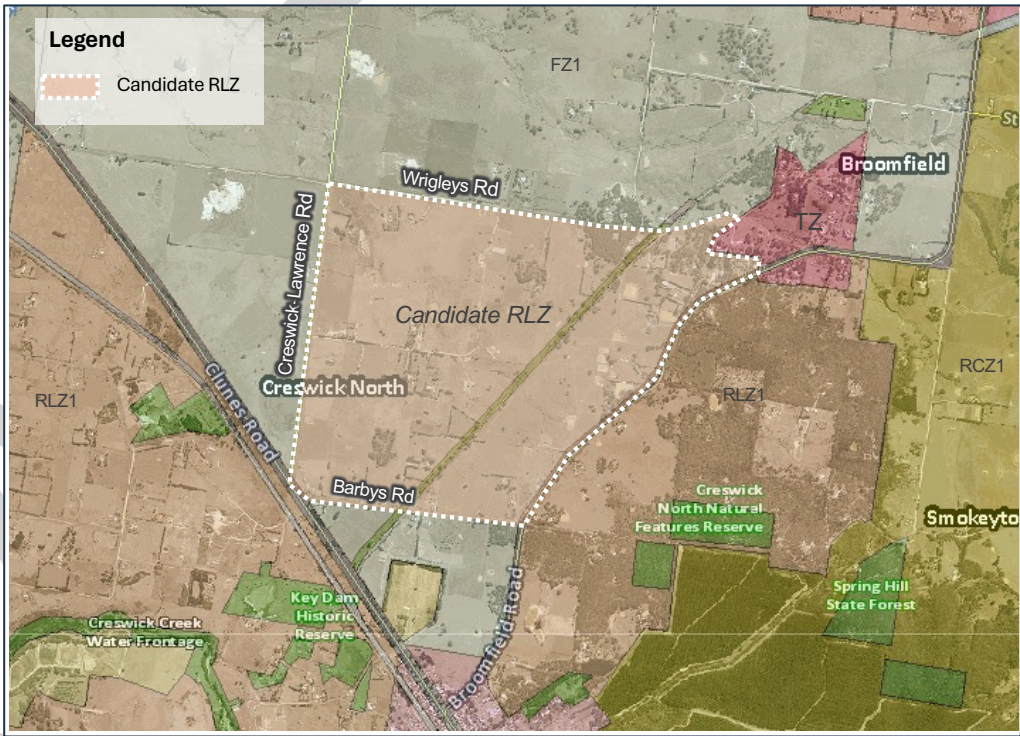 Legend
Candidate RLZ
FZ1
St
Broomfield
Wrigleys Rd
TZ
Creswick-Lawrence Rd
Candidate RLZ
Creswick North
RCZ1
RLZ1
RLZ1
Clunes Road
Barbys Rd
Creswick
North Natural
Features Reserve
Smokeyto
Spring Hill
State Forest
Key Dam
Historic
Reserve
Creswick Creek
Water Frontage
Broomfield Road